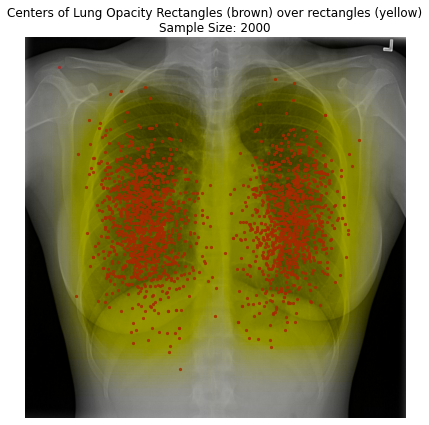 Centers of Lung Opacity Rectangles (brown) over rectangles (yellow)
Sample Size: 2000